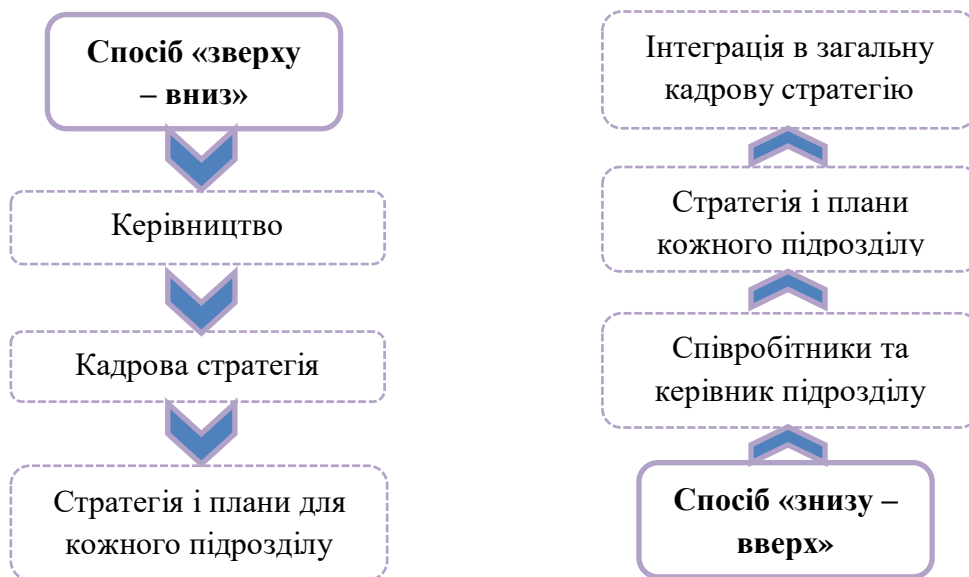 Спосіб «зверху
– вниз»
Керівництво
Кадрова стратегія
Стратегія і плани для
кожного підрозділу
Інтеграція в загальну
кадрову стратегію
Стратегія і плани
кожного підрозділу
Співробітники та
керівник підрозділу
Спосіб «знизу –
вверх»